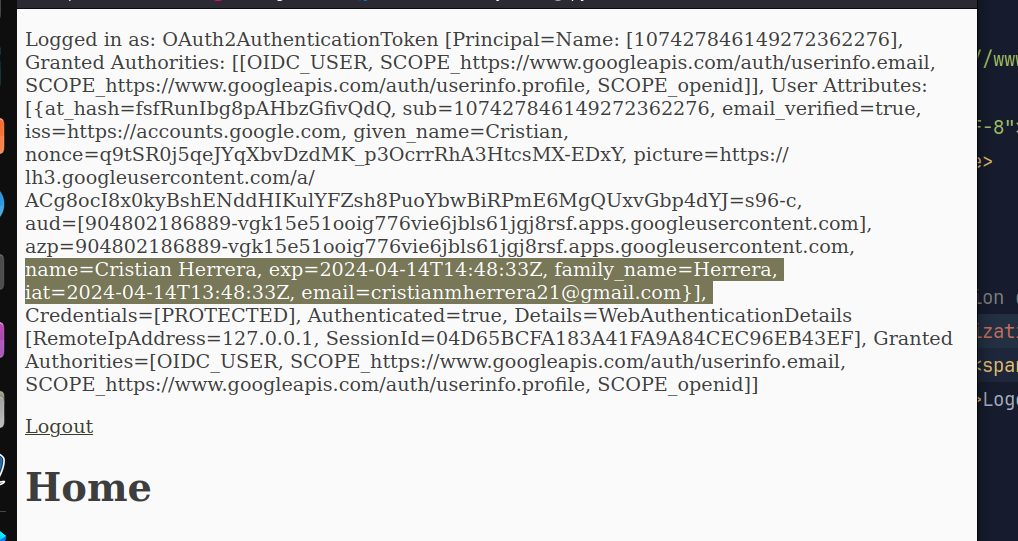 Logged in as: OAuth2AuthenticationToken [Principal=Name: [107427846149272362276],
Granted Authorities: [[OIDC_USER, SCOPE_https://www.googleapis.com/auth/userinfo.email,
SCOPE_https://www.googleapis.com/auth/userinfo.profile, SCOPE_openid]], User Attributes:
[{at_hash=fsfRunIbg8pAHbzGfivQdQ, sub=107427846149272362276, email_verified=true,
iss=https://accounts.google.com, given_name=Cristian,
nonce=q9tSR0j5qeJYqXbvDzdMK_p3OcrrRhA3HtcsMX-EDxY, picture=https://
lh3.googleusercontent.com/a/
ACg8ocI8x0kyBshENddHIKulYFZsh8PuoYbwBiRPmE6MgQUxvGbp4dYJ=s96-c,
aud=[904802186889-vgk15e51ooig776vie6jbls61jgj8rsf.apps.googleusercontent.com],
azp=904802186889-vgk15e51ooig776vie6jbls61jgj8rsf.apps.googleusercontent.com,
name=Cristian Herrera, exp=2024-04-14T14:48:33Z, family_name=Herrera,
iat=2024-04-14T13:48:33Z, email=cristianmherrera21@gmail.com}],
Credentials=[PROTECTED], Authenticated=true, Details=WebAuthenticationDetails
[RemoteIpAddress=127.0.0.1, SessionId=04D65BCFA183A41FA9A84CEC96EB43EF], Granted
Authorities=[OIDC_USER, SCOPE_https://www.googleapis.com/auth/userinfo.email,
SCOPE_https://www.googleapis.com/auth/userinfo.profile, SCOPE_openid]]
Logout
Home
//www
-8">
>
ion
izati
<spa
>Log